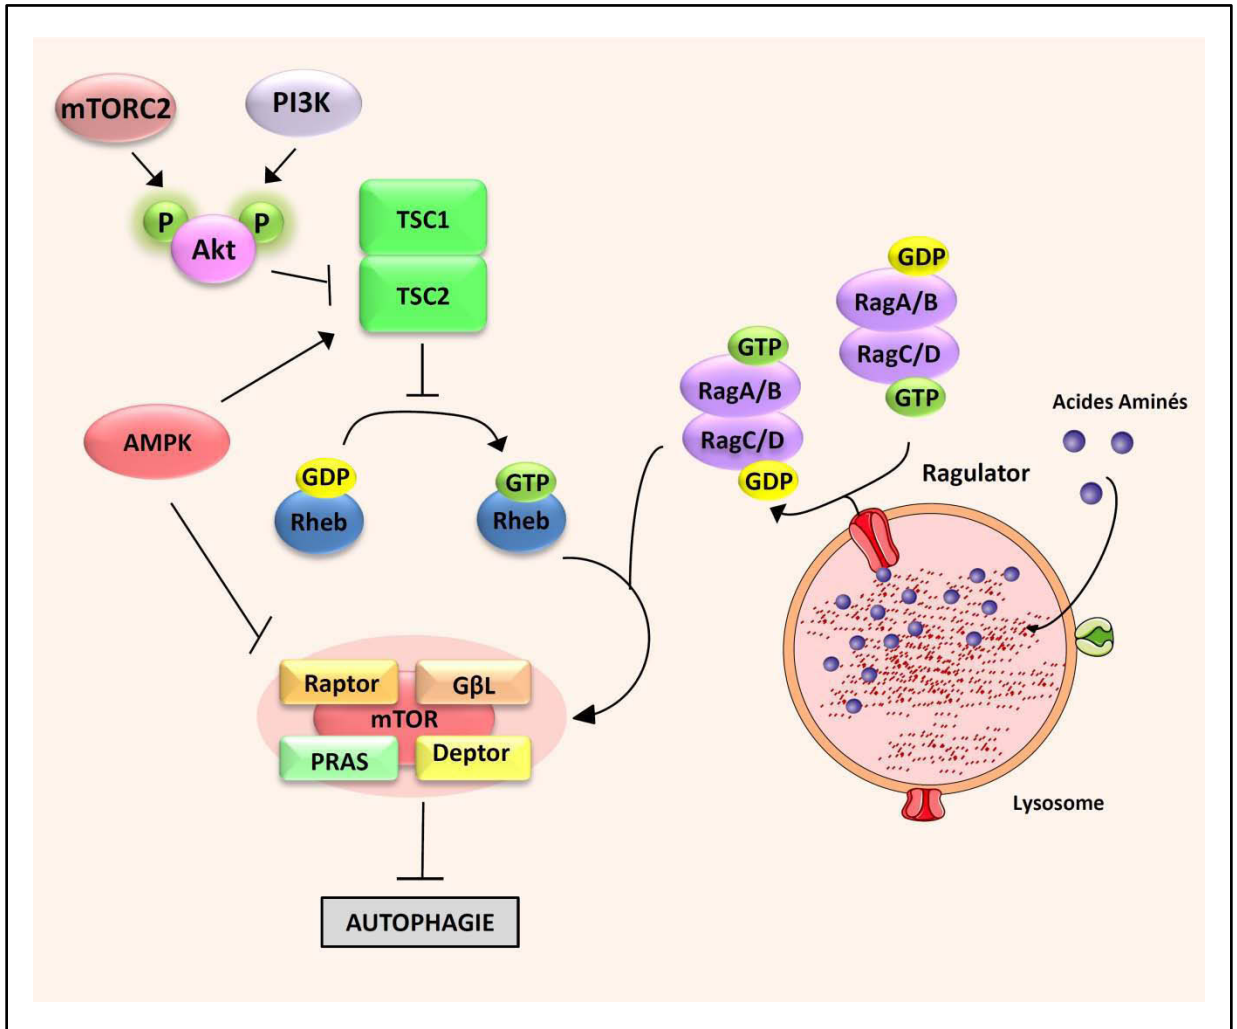 mTORC2
PI3K
P
P
Akt
TSC1
TSC2
AMPK
GDP
Rheb
GTP
Rheb
GTP
RagA/B
RagC/D
GDP
GDP
RagA/B
RagC/D
GTP
Acides Aminés
Ragulator
Lysosome
Raptor
GβL
mTOR
PRAS
Deptor
AUTOPHAGIE